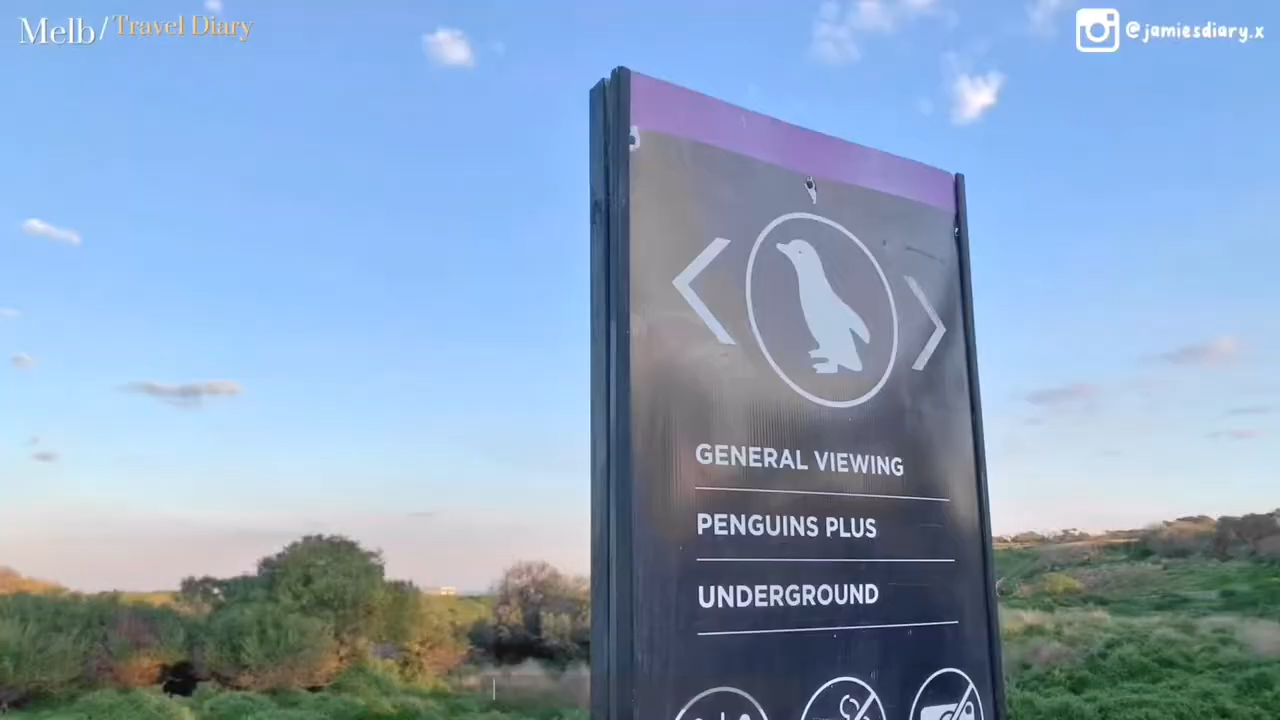 Melb/Travel Diary
@jamiesdiary.x
GENERAL VIEWING
PENGUINS PLUS
UNDERGROUND